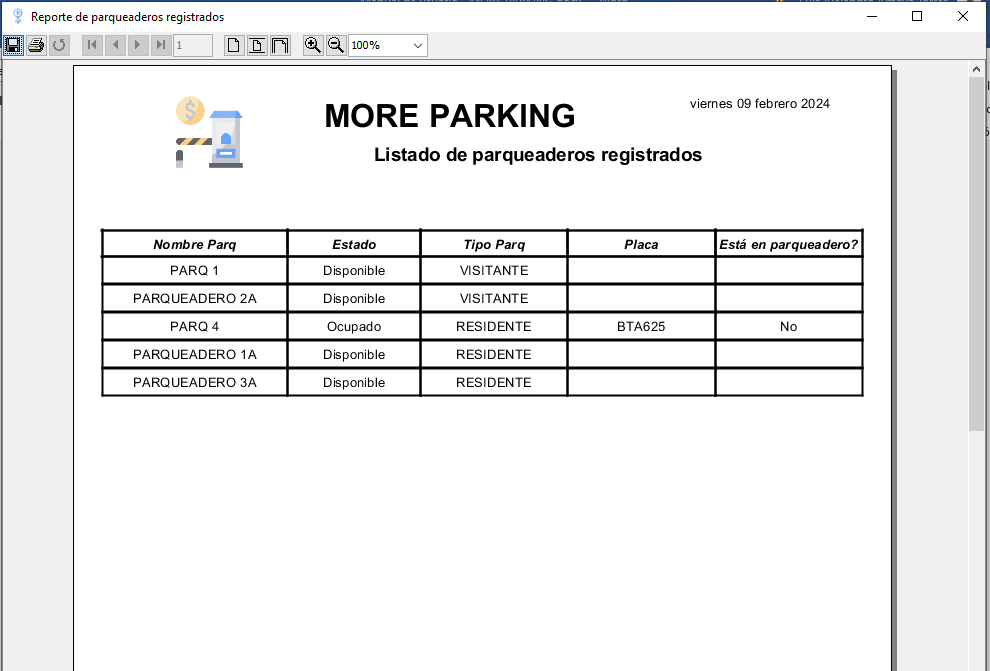 Reporte de parqueaderos registrados
1
100%
viernes 09 febrero 2024
MORE PARKING
Listado de parqueaderos registrados
Nombre Parq Estado Tipo Parq Placa Está en parqueadero?
PARQ 1 Disponible VISITANTE
PARQUEADERO 2A Disponible VISITANTE
PARQ 4 Ocupado RESIDENTE BTA625 No
PARQUEADERO 1A Disponible RESIDENTE
PARQUEADERO 3A Disponible RESIDENTE